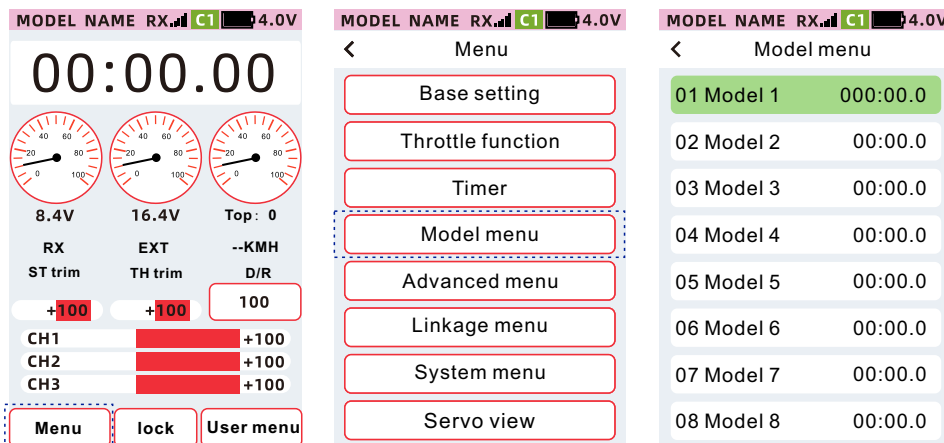 MODEL NAME RX C1 4.0V
00:00.00
0 20 40 60 80 100
0 20 40 60 80 100
0 20 40 60 80 100
8.4V 16.4V Top: 0
RX EXT --KMH
ST trim TH trim D/R
+100 +100 100
CH1 +100
CH2 +100
CH3 +100
Menu lock User menu
MODEL NAME RX C1 4.0V
< Menu
Base setting
Throttle function
Timer
Model menu
Advanced menu
Linkage menu
System menu
Servo view
MODEL NAME RX C1 4.0V
< Model menu
01 Model 1 000:00.0
02 Model 2 00:00.0
03 Model 3 00:00.0
04 Model 4 00:00.0
05 Model 5 00:00.0
06 Model 6 00:00.0
07 Model 7 00:00.0
08 Model 8 00:00.0